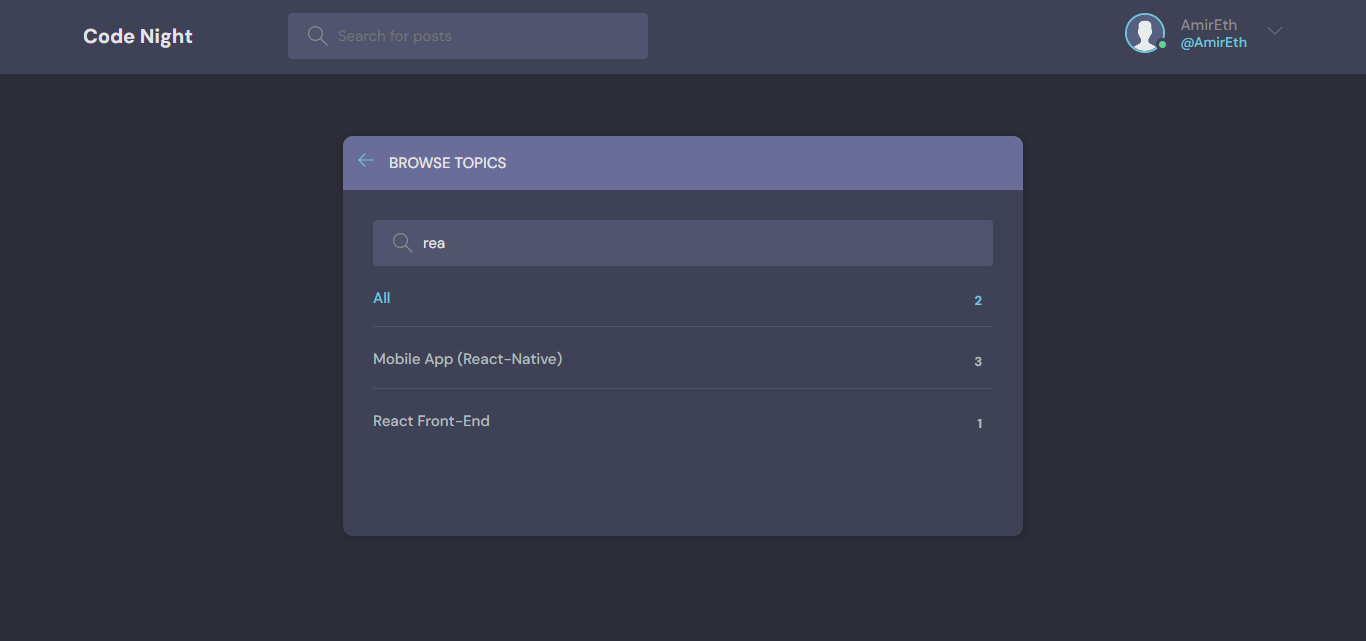 Code Night
Search for posts
AmirEth
@AmirEth
BROWSE TOPICS
rea
All 2
Mobile App (React-Native) 3
React Front-End 1